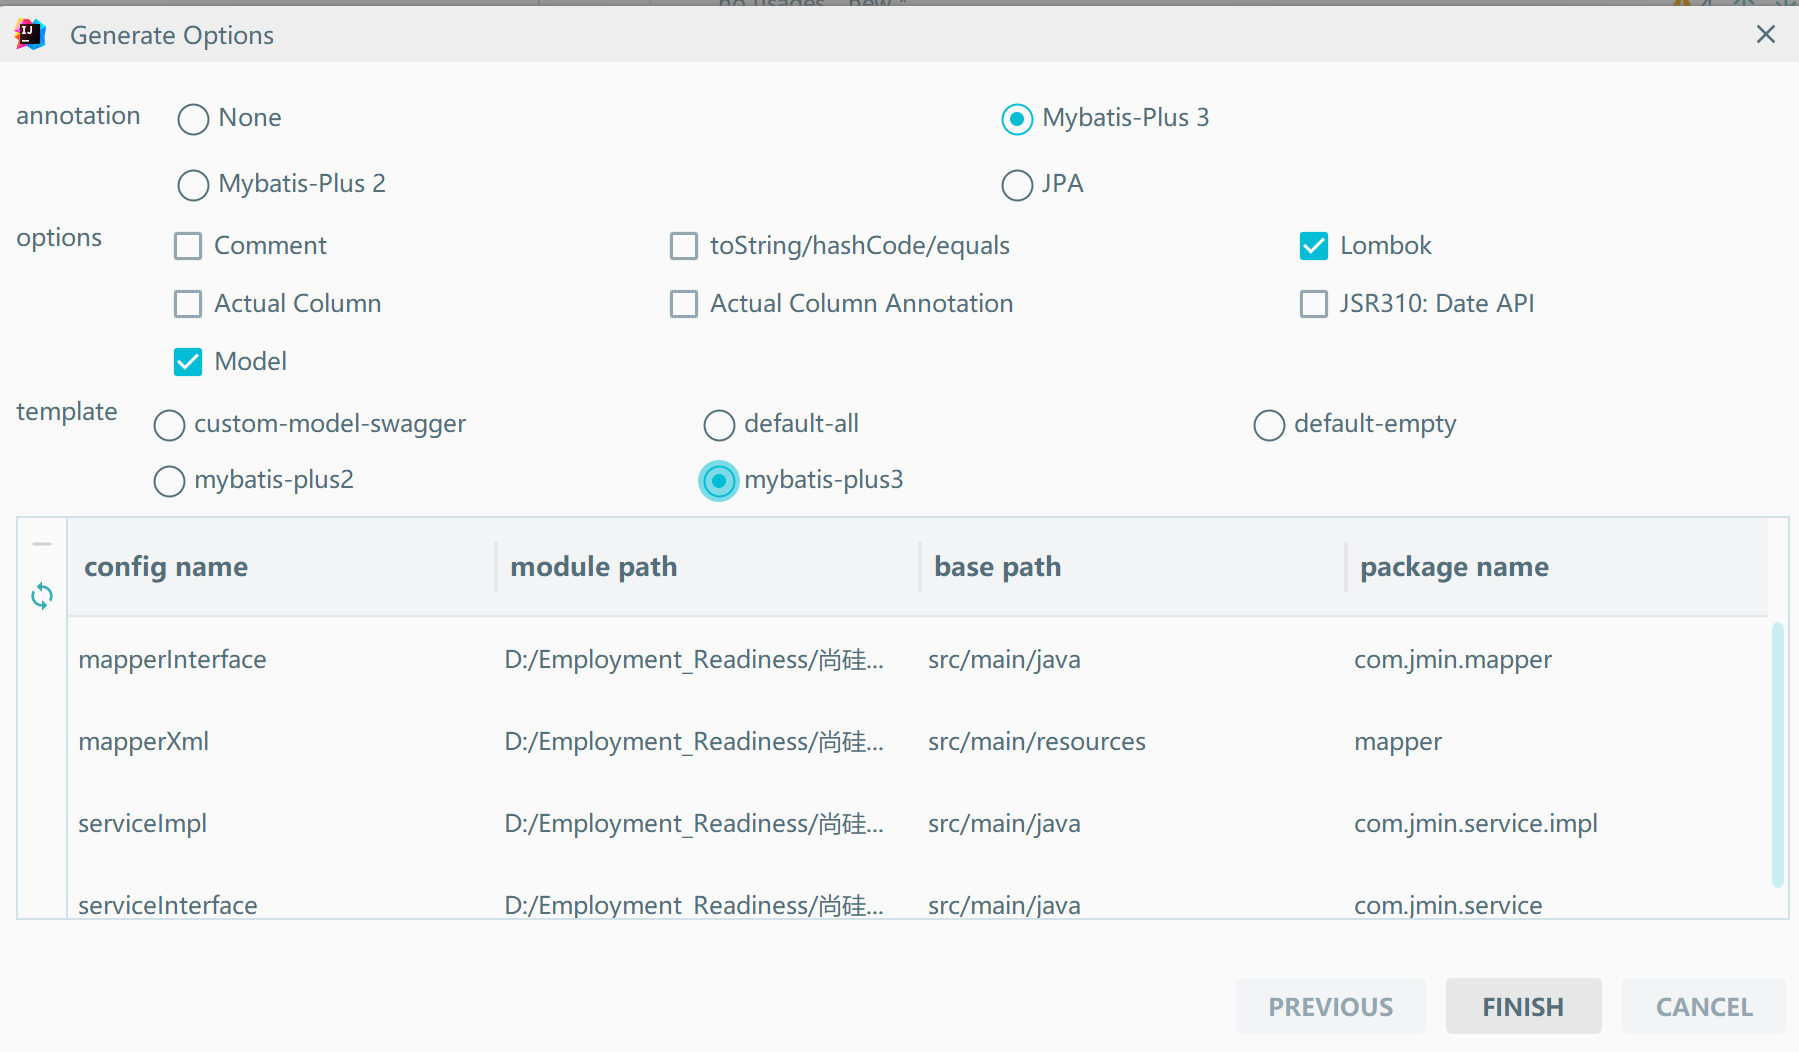 Generate Options
annotation None Mybatis-Plus 3
Mybatis-Plus 2 JPA
options Comment toString/hashCode/equals Lombok
Actual Column Actual Column Annotation JSR310: Date API
Model
template custom-model-swagger default-all default-empty
mybatis-plus2 mybatis-plus3
config name module path base path package name
mapperInterface D:/Employment_Readiness/尚硅... src/main/java com.jmin.mapper
mapperXml D:/Employment_Readiness/尚硅... src/main/resources mapper
serviceImpl D:/Employment_Readiness/尚硅... src/main/java com.jmin.service.impl
serviceInterface D:/Employment_Readiness/尚硅... src/main/java com.jmin.service
PREVIOUS FINISH CANCEL